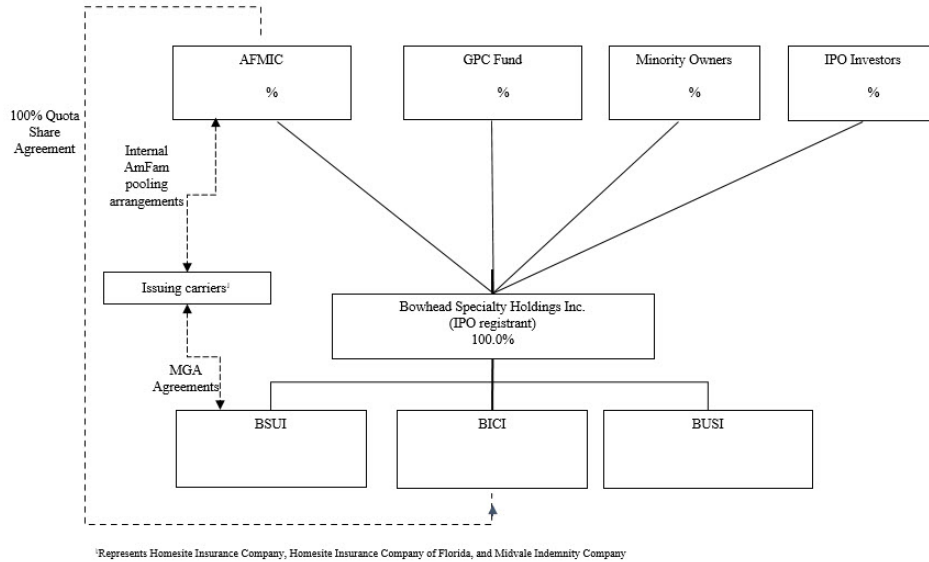 AFMIC
%
GPC Fund
%
Minority Owners
%
IPO Investors
%
100% Quota
Share
Agreement
Internal
AmFam
pooling
arrangements
Issuing carriers¹
Bowhead Specialty Holdings Inc.
(IPO registrant)
100.0%
MGA
Agreements
BSUI
BICI
BUSI
¹Represents Homesite Insurance Company, Homesite Insurance Company of Florida, and Midvale Indemnity Company